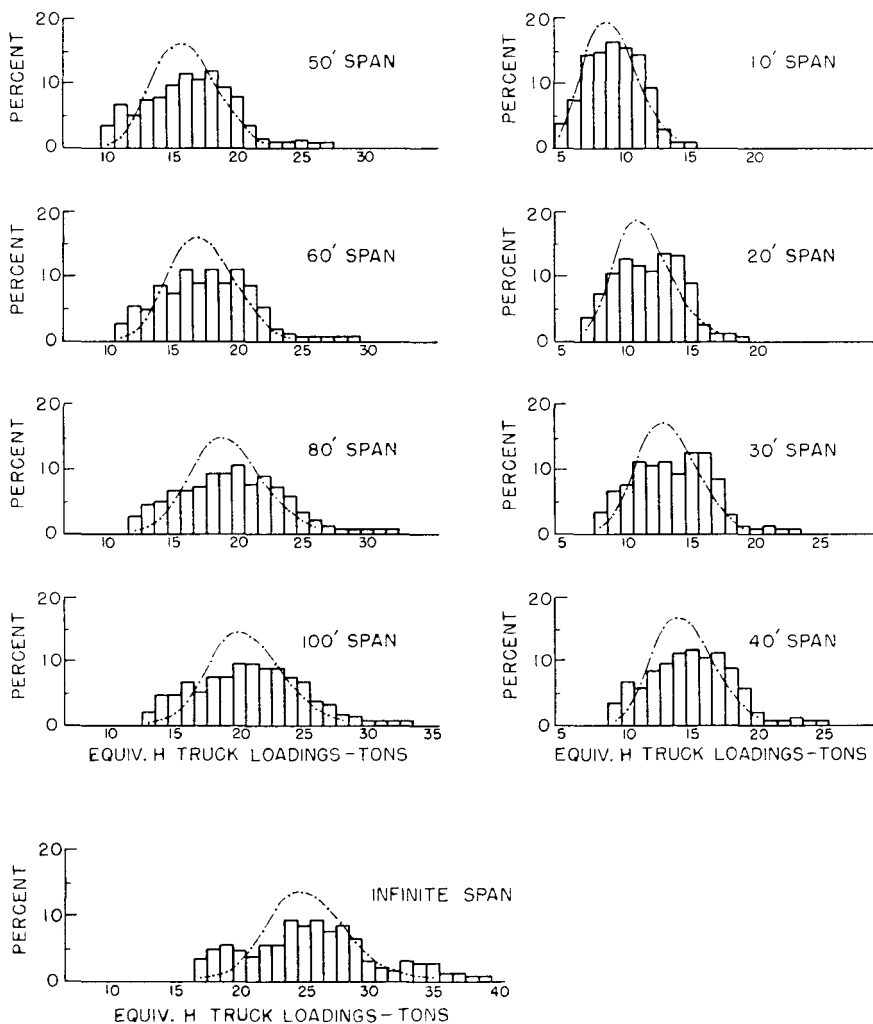 20
10
0
PERCENT
50' SPAN
10 15 20 25 30
20
10
0
PERCENT
10' SPAN
5 10 20
20
10
0
PERCENT
60' SPAN
10 15 20 25 30
20
10
0
PERCENT
20' SPAN
5 10 15 20
20
10
0
PERCENT
80' SPAN
10 15 20 25 30 35
20
10
0
PERCENT
30' SPAN
5 10 15 20 25
20
10
0
PERCENT
100' SPAN
10 15 20 25 30 35
EQUIV. H TRUCK LOADINGS-TONS
20
10
0
PERCENT
40' SPAN
5 10 15 20 25
EQUIV. H TRUCK LOADINGS-TONS
20
10
0
PERCENT
INFINITE SPAN
10 15 20 25 30 35 40
EQUIV. H TRUCK LOADINGS-TONS